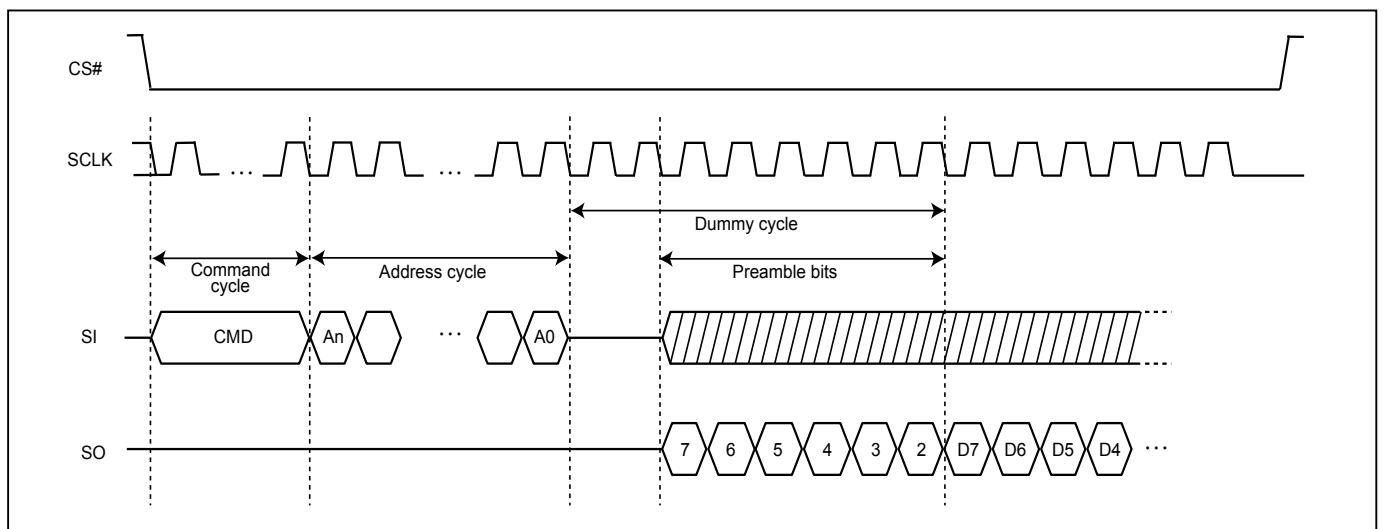 CS#
SCLK
...
...
Dummy cycle
Command
cycle
Address cycle
Preamble bits
SI
CMD
An
...
A0
SO
7
6
5
4
3
2
D7
D6
D5
D4
...